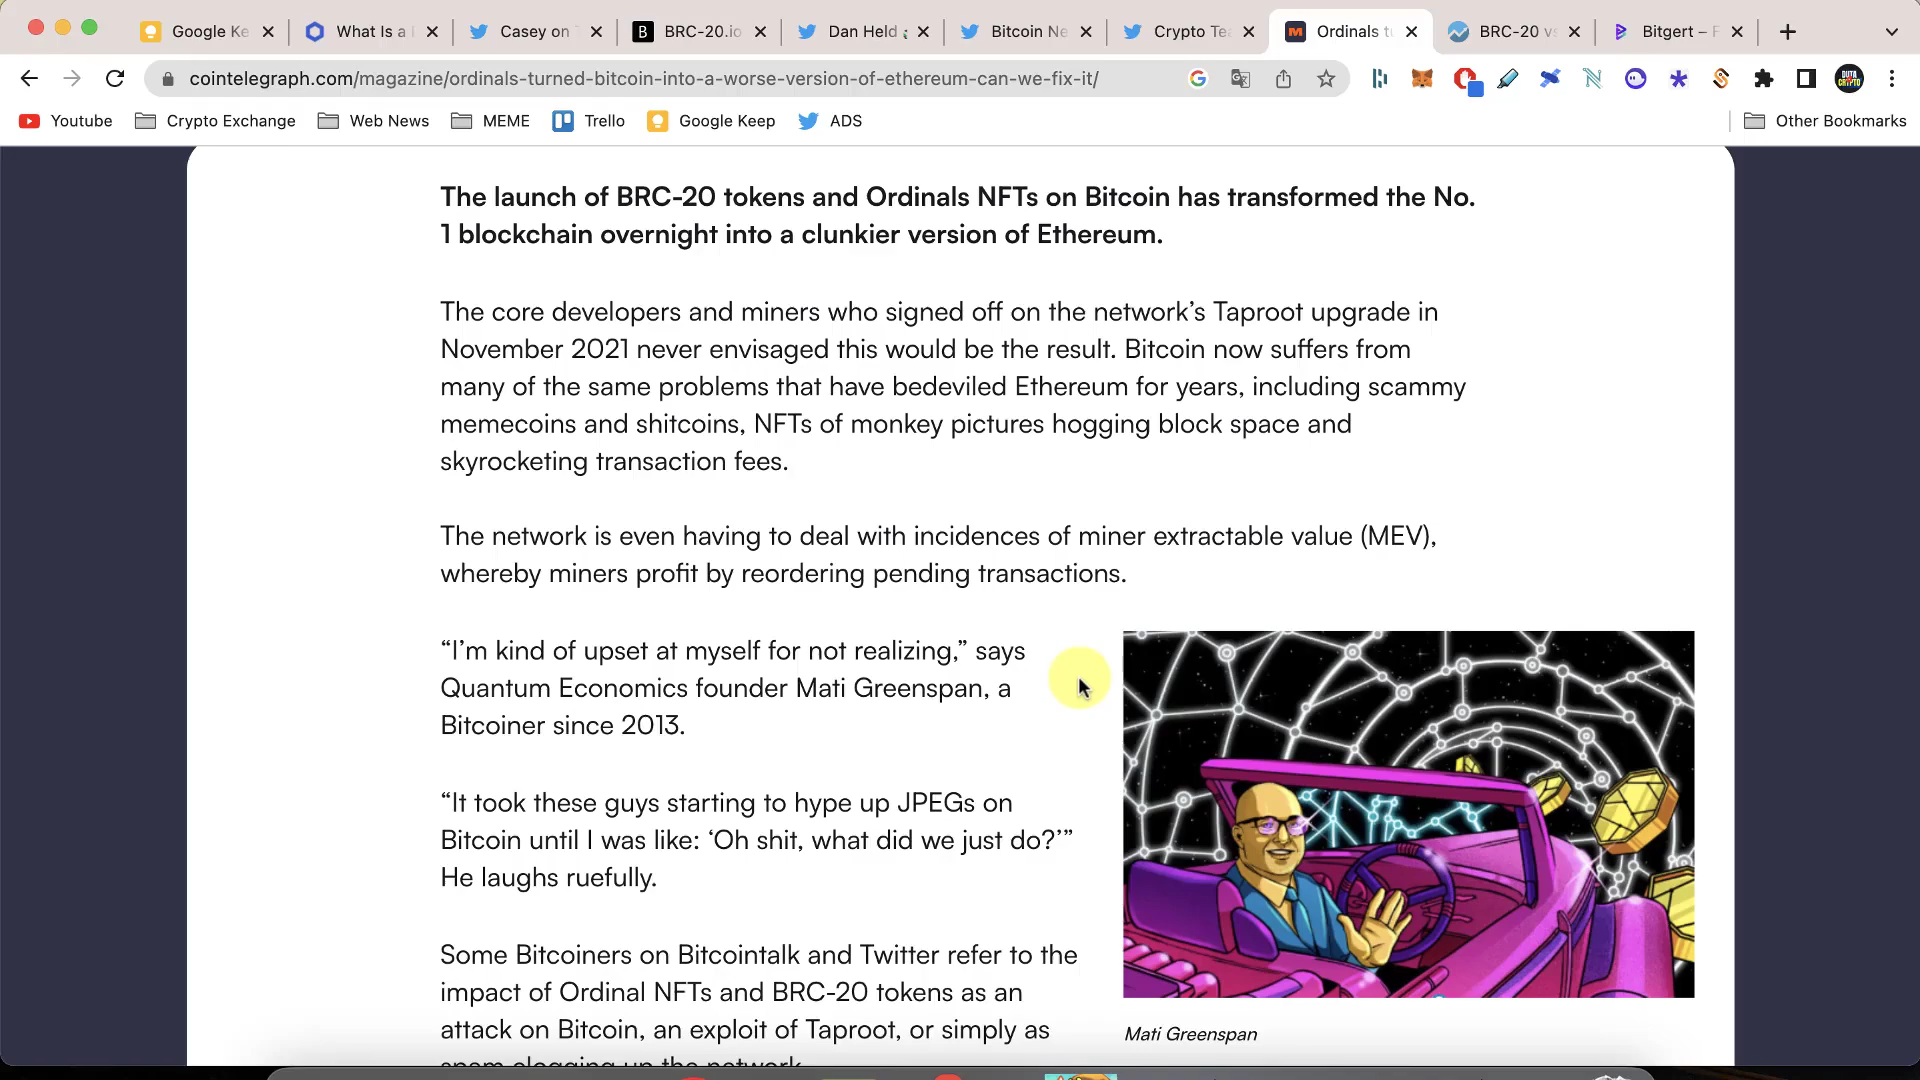 Google Ke
What Is a
Casey on
BRC-20.io
Dan Held
Bitcoin Ne
Crypto Te
Ordinals tu
BRC-20 vs
Bitgert – F
cointelegraph.com/magazine/ordinals-turned-bitcoin-into-a-worse-version-of-ethereum-can-we-fix-it/
Youtube
Crypto Exchange
Web News
MEME
Trello
Google Keep
ADS
Other Bookmarks
The launch of BRC-20 tokens and Ordinals NFTs on Bitcoin has transformed the No.
1 blockchain overnight into a clunkier version of Ethereum.
The core developers and miners who signed off on the network’s Taproot upgrade in
November 2021 never envisaged this would be the result. Bitcoin now suffers from
many of the same problems that have bedeviled Ethereum for years, including scammy
memecoins and shitcoins, NFTs of monkey pictures hogging block space and
skyrocketing transaction fees.
The network is even having to deal with incidences of miner extractable value (MEV),
whereby miners profit by reordering pending transactions.
“I’m kind of upset at myself for not realizing,” says
Quantum Economics founder Mati Greenspan, a
Bitcoiner since 2013.
“It took these guys starting to hype up JPEGs on
Bitcoin until I was like: ‘Oh shit, what did we just do?’”
He laughs ruefully.
Some Bitcoiners on Bitcointalk and Twitter refer to the
impact of Ordinal NFTs and BRC-20 tokens as an
attack on Bitcoin, an exploit of Taproot, or simply as
spam clogging up the network.
Mati Greenspan